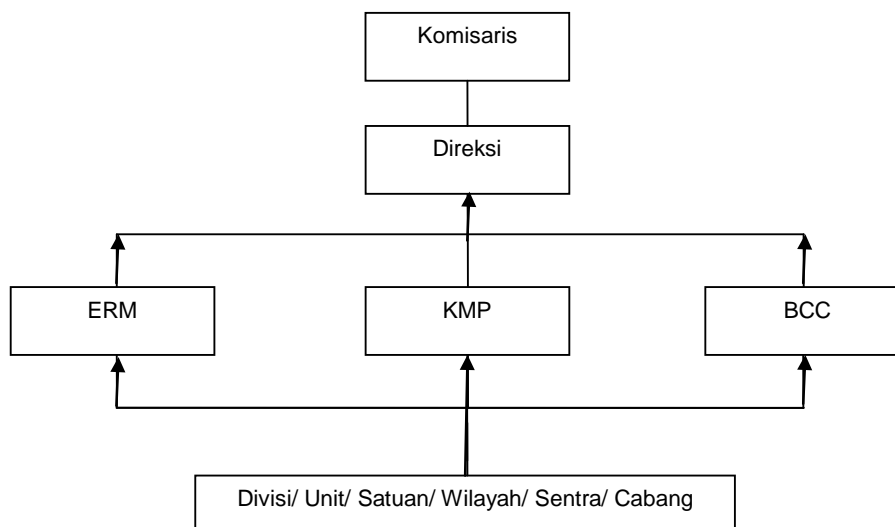 Komisaris
Direksi
ERM
KMP
BCC
Divisi/ Unit/ Satuan/ Wilayah/ Sentra/ Cabang